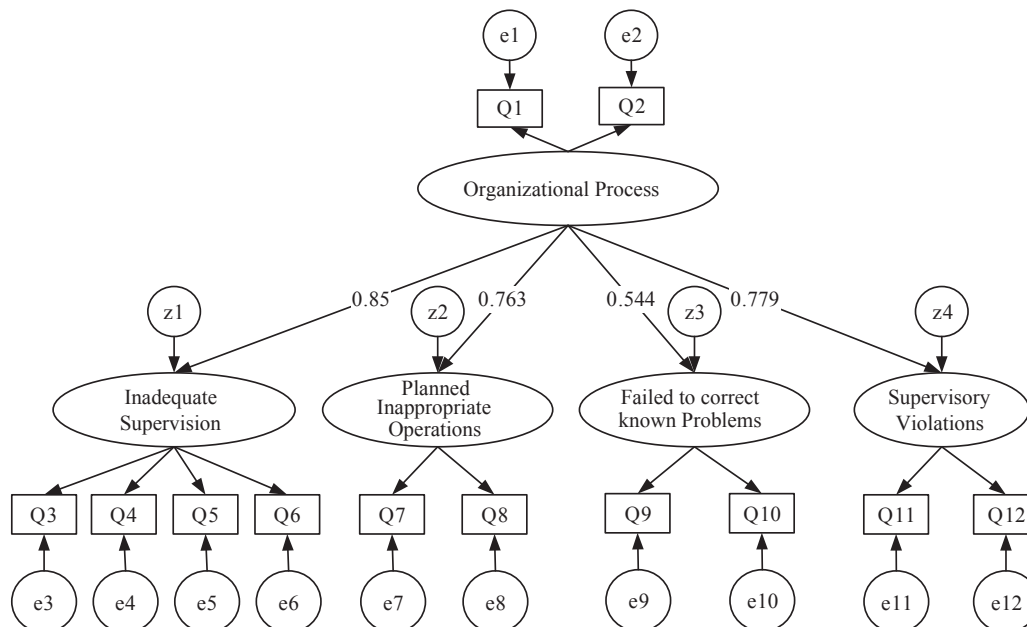 e1
e2
Q1
Q2
Organizational Process
0.85
0.763
0.544
0.779
z1
z2
z3
z4
Inadequate
Supervision
Planned
Inappropriate
Operations
Failed to correct
known Problems
Supervisory
Violations
Q3
Q4
Q5
Q6
Q7
Q8
Q9
Q10
Q11
Q12
e3
e4
e5
e6
e7
e8
e9
e10
e11
e12